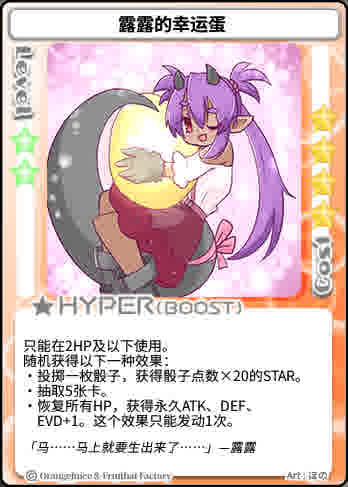 露露的幸运蛋
Level
Cost
HYPER(BOOST)
只能在2HP及以下使用。
随机获得以下一种效果：
・投掷一枚骰子，获得骰子点数×20的STAR。
・抽取5张卡。
・恢复所有HP，获得永久ATK、DEF、
EVD+1。这个效果只能发动1次。
「马……马上就要生出来了……」—露露
© OrangeJuice & Fruitbat Factory
Art : ほの